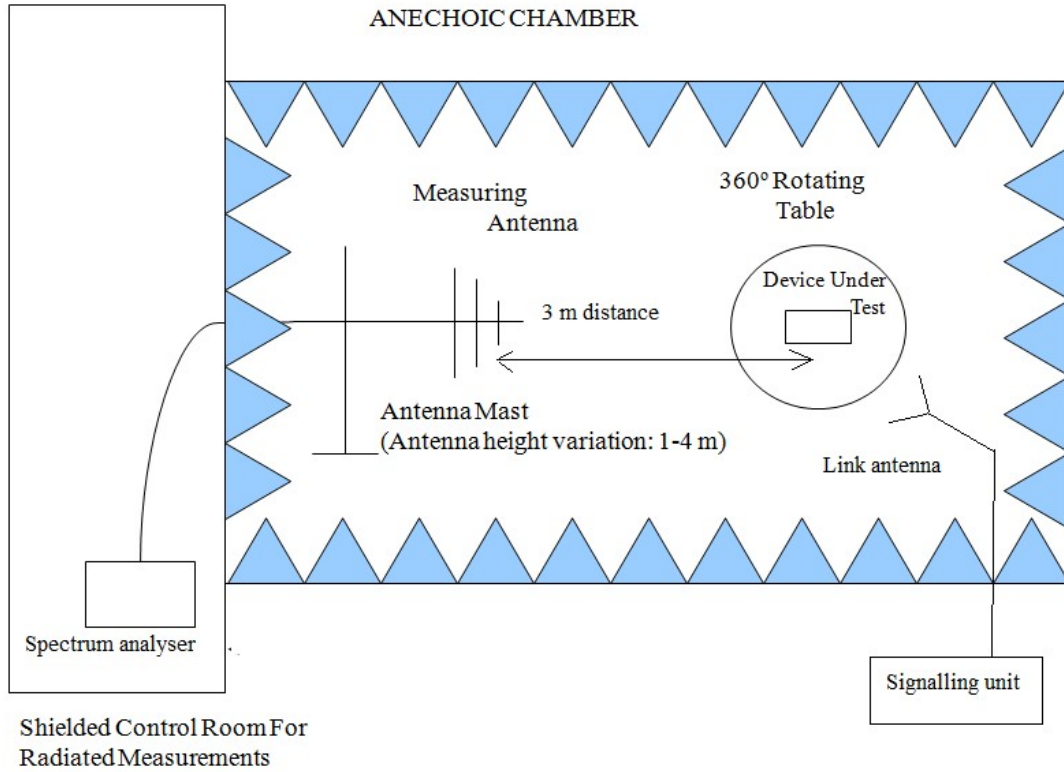 ANECHOIC CHAMBER
Measuring
Antenna
360º Rotating
Table
Device Under
Test
3 m distance
Antenna Mast
(Antenna height variation: 1-4 m)
Link antenna
Spectrum analyser
Signalling unit
Shielded Control Room For
Radiated Measurements